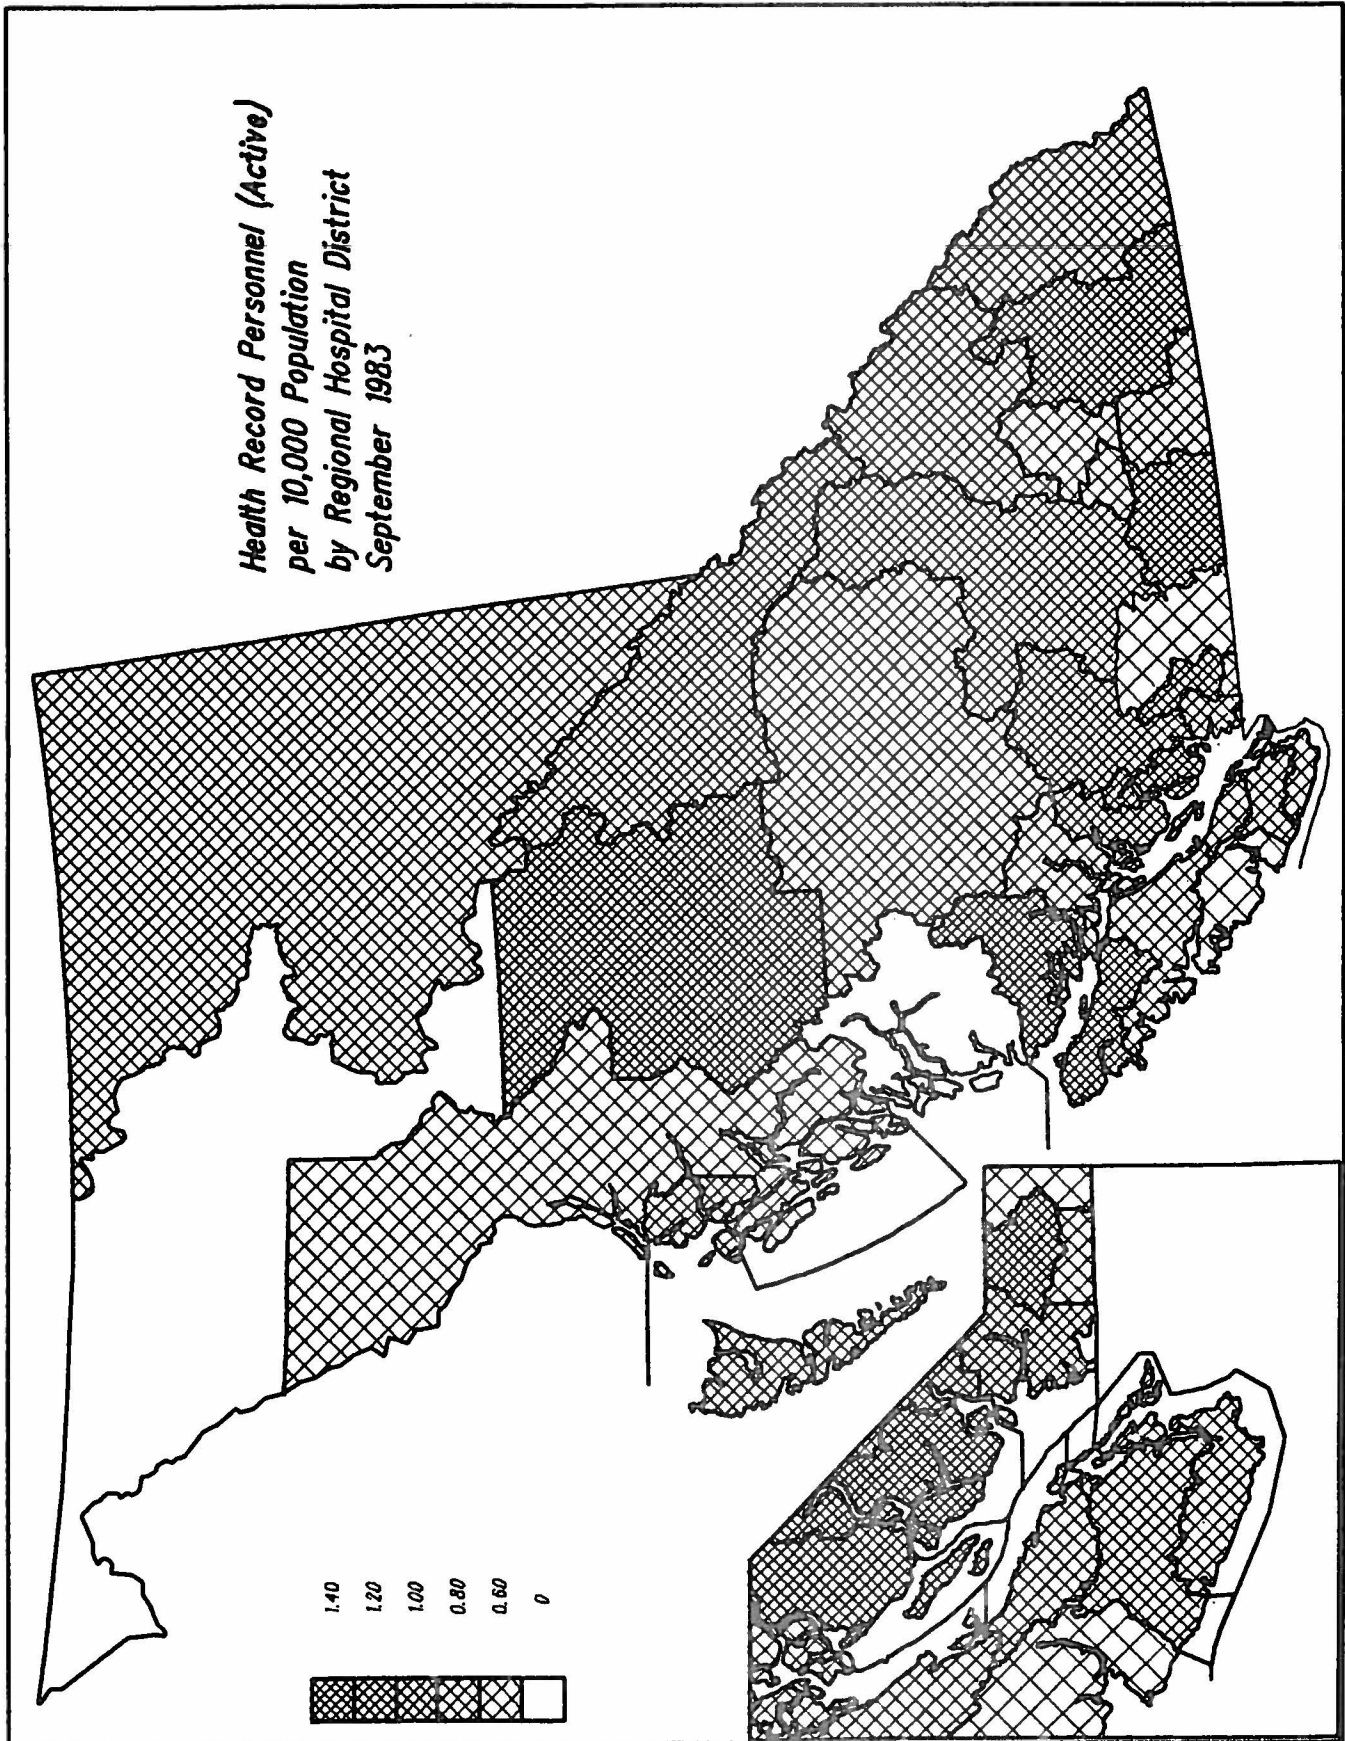 Health Record Personnel (Active)
per 10,000 Population
by Regional Hospital District
September 1983
1.40
1.20
1.00
0.80
0.60
0